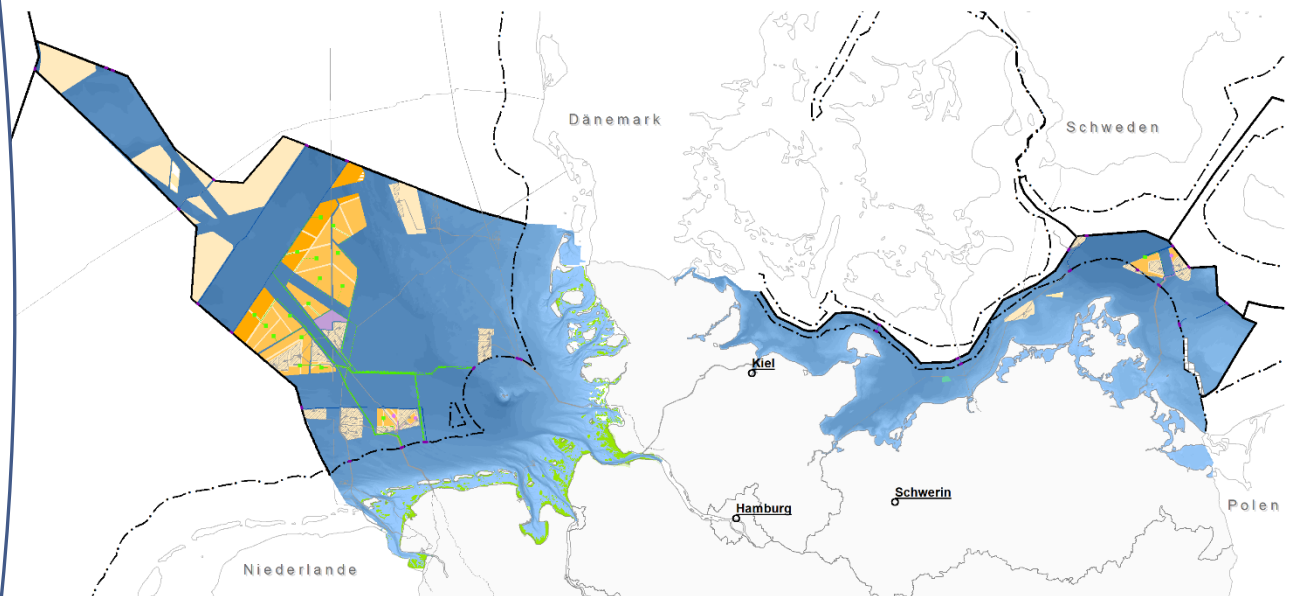 Dänemark
Schweden
Kiel
Schwerin
Hamburg
Polen
Niederlande